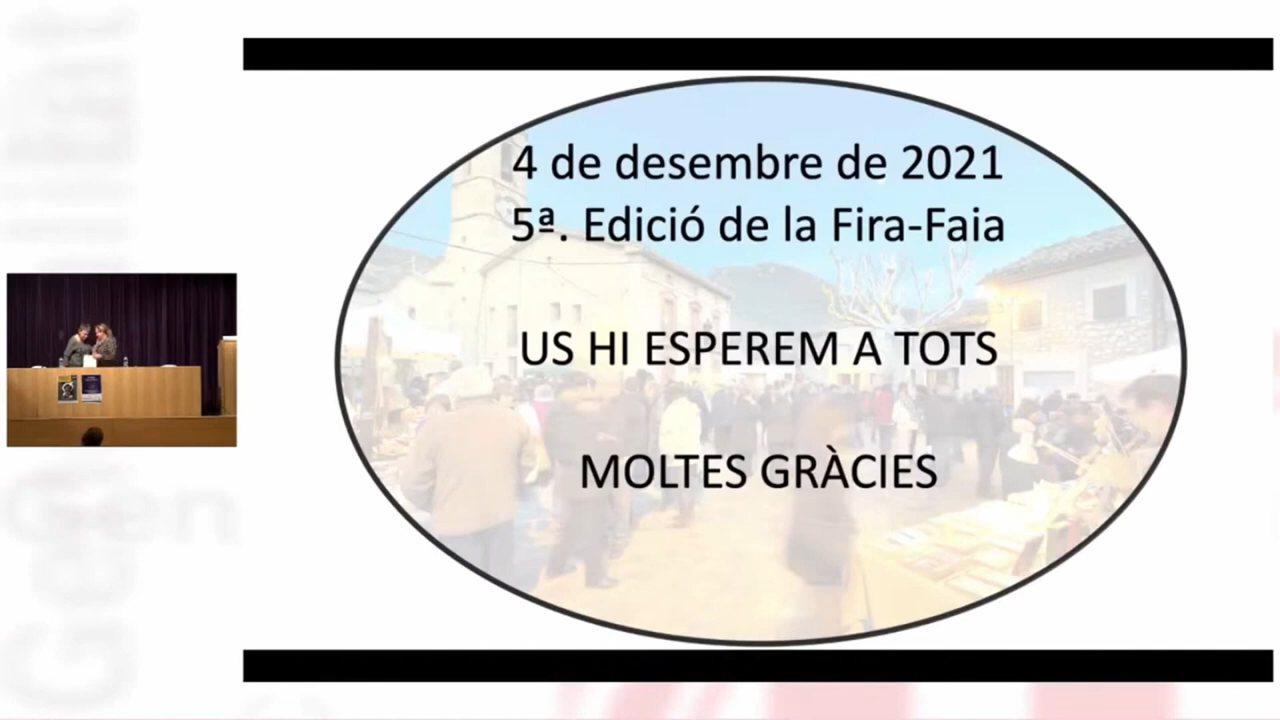 4 de desembre de 2021
5ª. Edició de la Fira-Faia
US HI ESPEREM A TOTS
MOLTES GRÀCIES